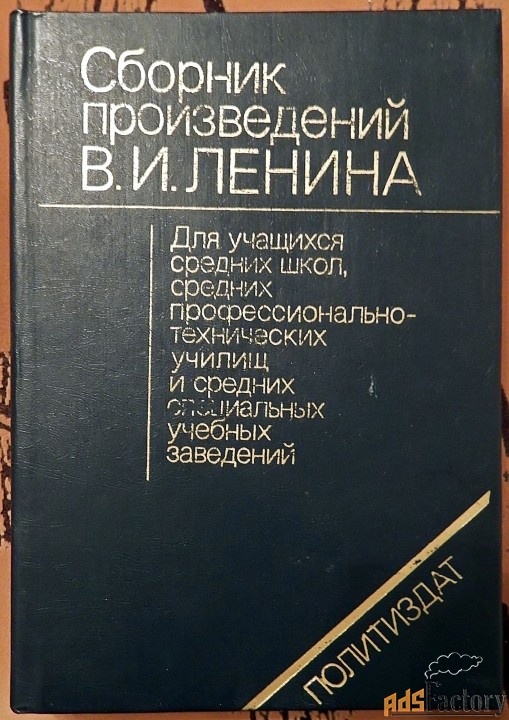 Сборник
произведений
В.И.ЛЕНИНА
Для учащихся
средних школ,
средних
профессионально-
технических
училищ
и средних
специальных
учебных
заведений
ПОЛИТИЗДАТ
AdsFactory